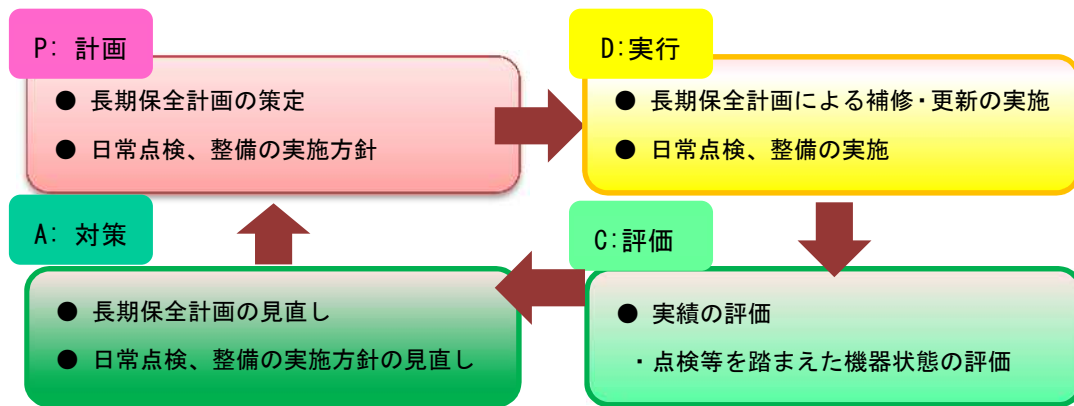 P: 計画
● 長期保全計画の策定
● 日常点検、整備の実施方針
D:実行
● 長期保全計画による補修・更新の実施
● 日常点検、整備の実施
C:評価
● 実績の評価
・点検等を踏まえた機器状態の評価
A: 対策
● 長期保全計画の見直し
● 日常点検、整備の実施方針の見直し